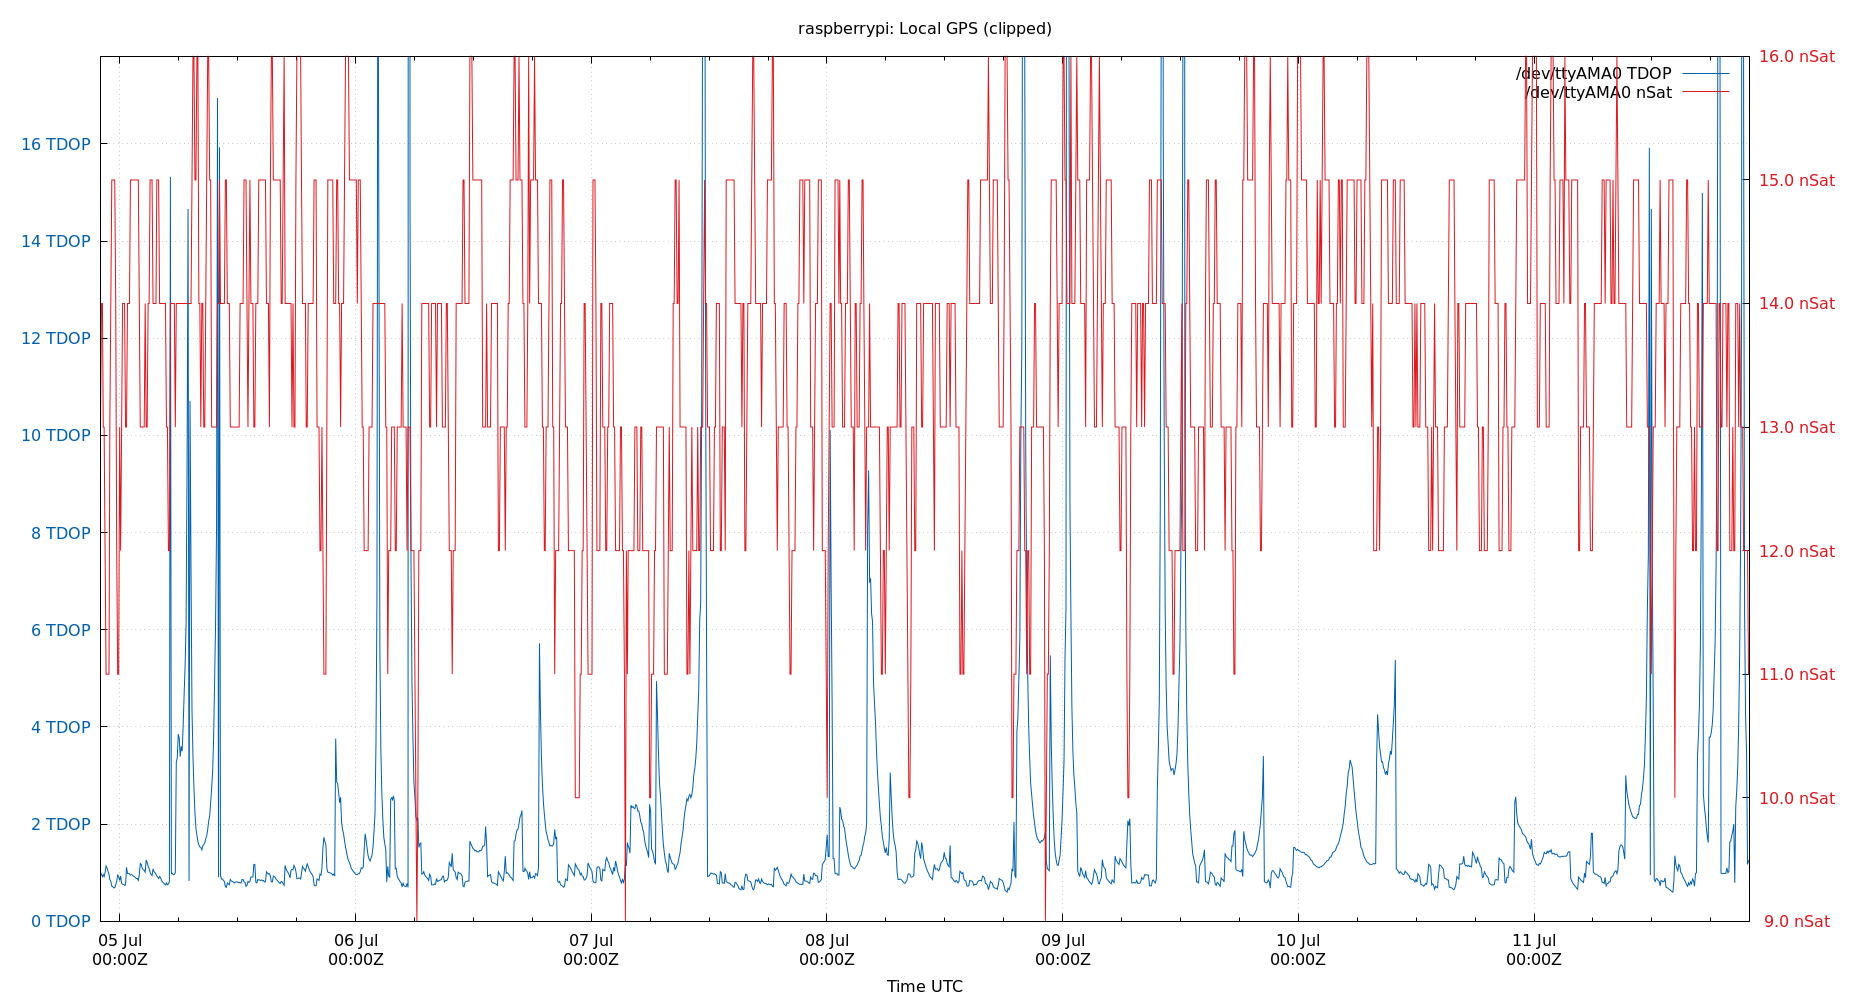 raspberrypi: Local GPS (clipped)
/dev/ttyAMA0 TDOP
/dev/ttyAMA0 nSat
16 TDOP
14 TDOP
12 TDOP
10 TDOP
8 TDOP
6 TDOP
4 TDOP
2 TDOP
0 TDOP
16.0 nSat
15.0 nSat
14.0 nSat
13.0 nSat
12.0 nSat
11.0 nSat
10.0 nSat
9.0 nSat
05 Jul
00:00Z
06 Jul
00:00Z
07 Jul
00:00Z
08 Jul
00:00Z
09 Jul
00:00Z
10 Jul
00:00Z
11 Jul
00:00Z
Time UTC